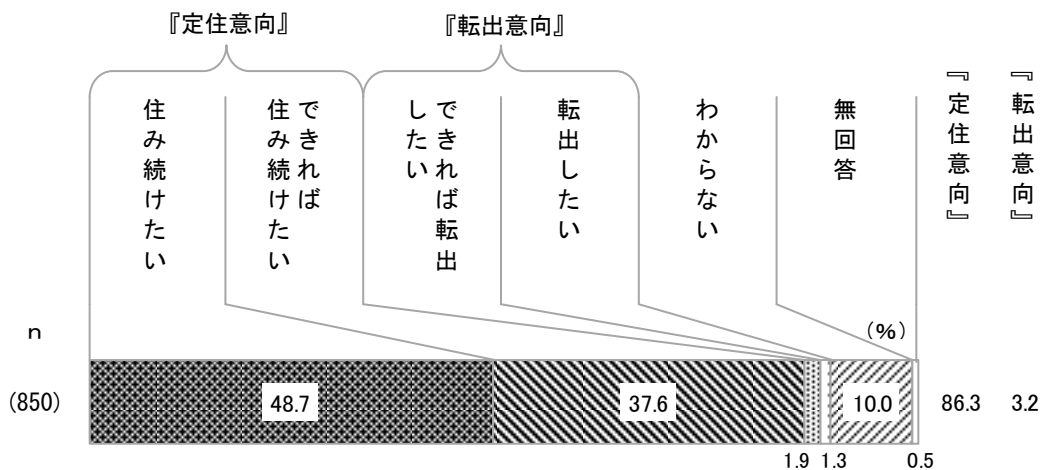 『定住意向』
『転出意向』
住み続けたい
できれば
住み続けたい
できれば転出
したい
転出したい
わからない
無回答
『定住意向』
『転出意向』
n
(%)
(850)
48.7
37.6
10.0
86.3
3.2
1.9
1.3
0.5